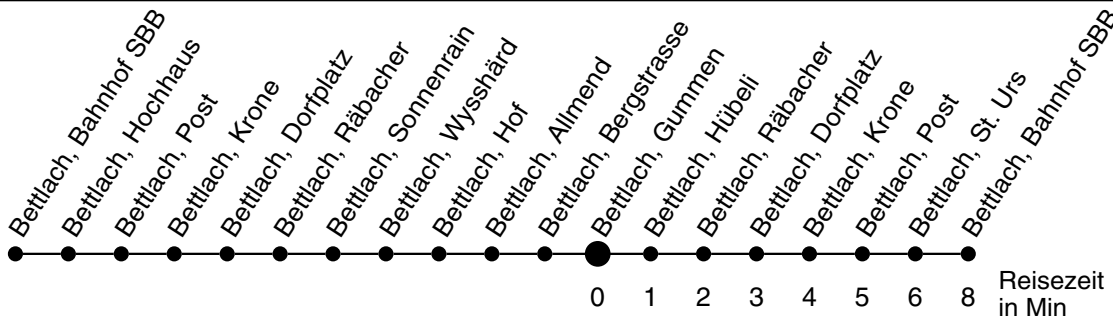 Bettlach, Bahnhof SBB
Bettlach, Hochhaus
Bettlach, Post
Bettlach, Krone
Bettlach, Dorfplatz
Bettlach, Räbacher
Bettlach, Sonnenrain
Bettlach, Wysshärd
Bettlach, Hof
Bettlach, Allmend
Bettlach, Bergstrasse
Bettlach, Gummen
Bettlach, Hübeli
Bettlach, Räbacher
Bettlach, Dorfplatz
Bettlach, Krone
Bettlach, Post
Bettlach, St. Urs
Bettlach, Bahnhof SBB
0 1 2 3 4 5 6 8
Reisezeit
in Min